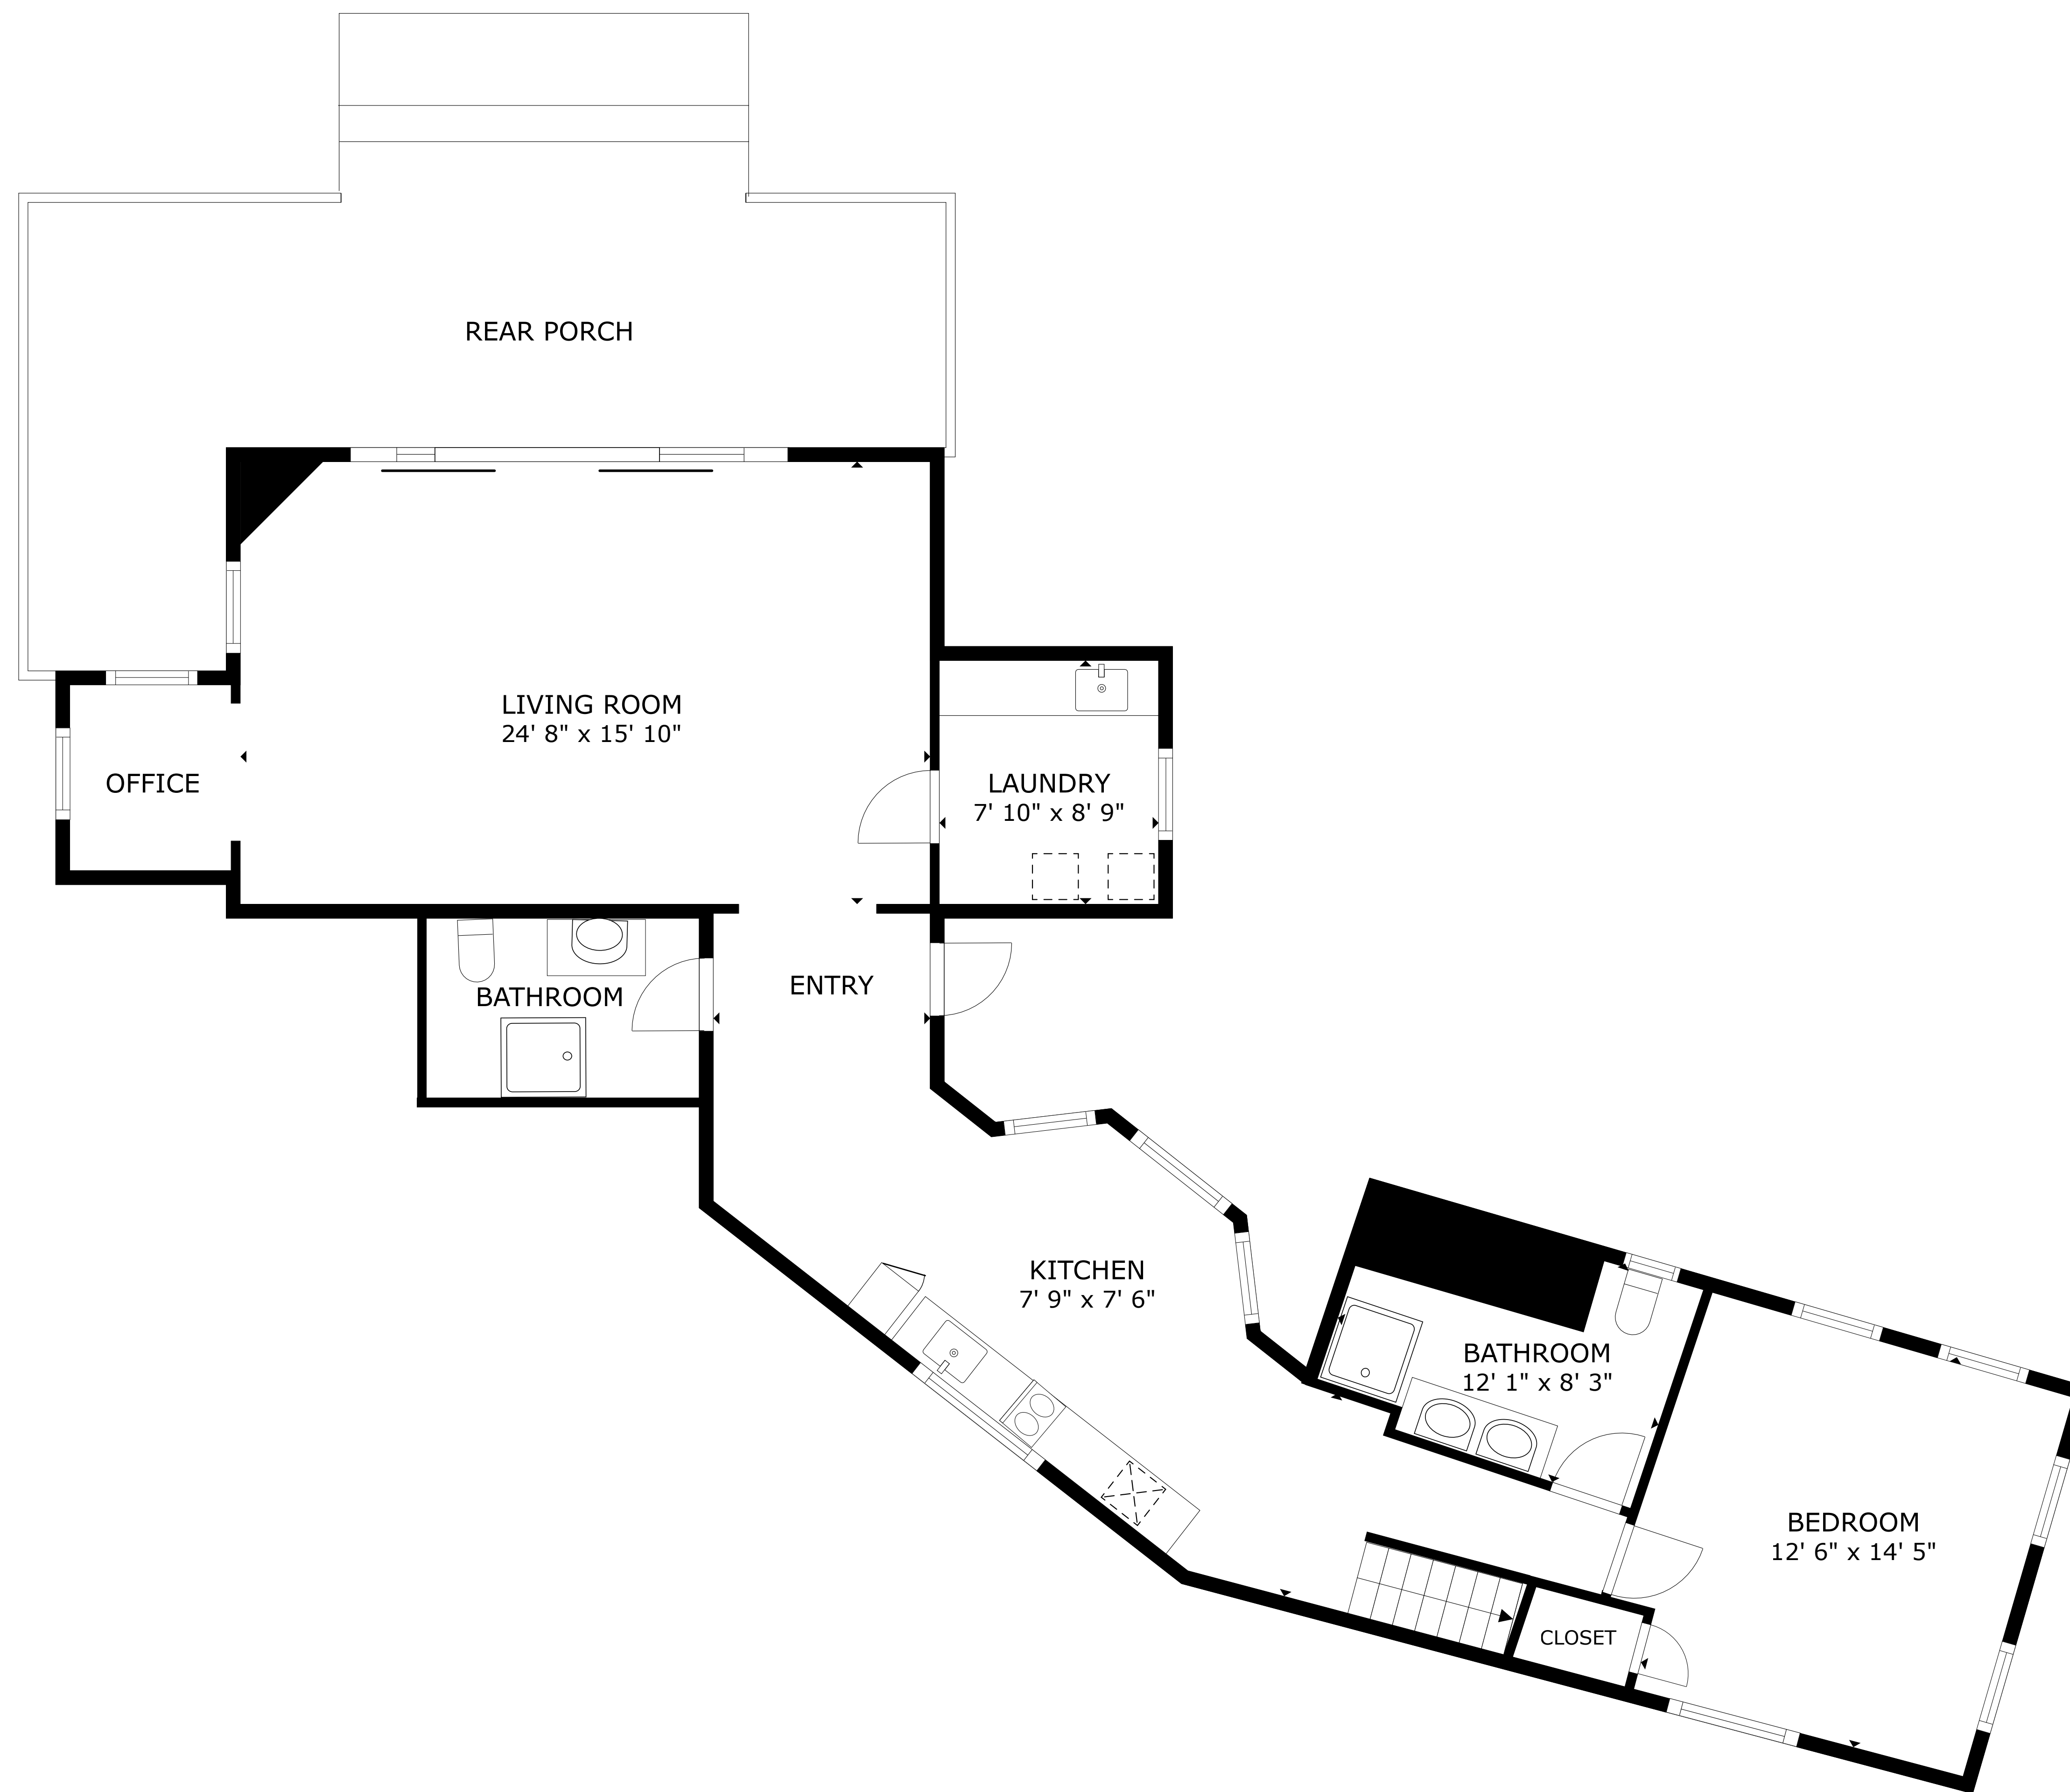 REAR PORCH
LIVING ROOM
24' 8" x 15' 10"
OFFICE
LAUNDRY
7' 10" x 8' 9"
ENTRY
BATHROOM
KITCHEN
7' 9" x 7' 6"
BATHROOM
12' 1" x 8' 3"
BEDROOM
12' 6" x 14' 5"
CLOSET